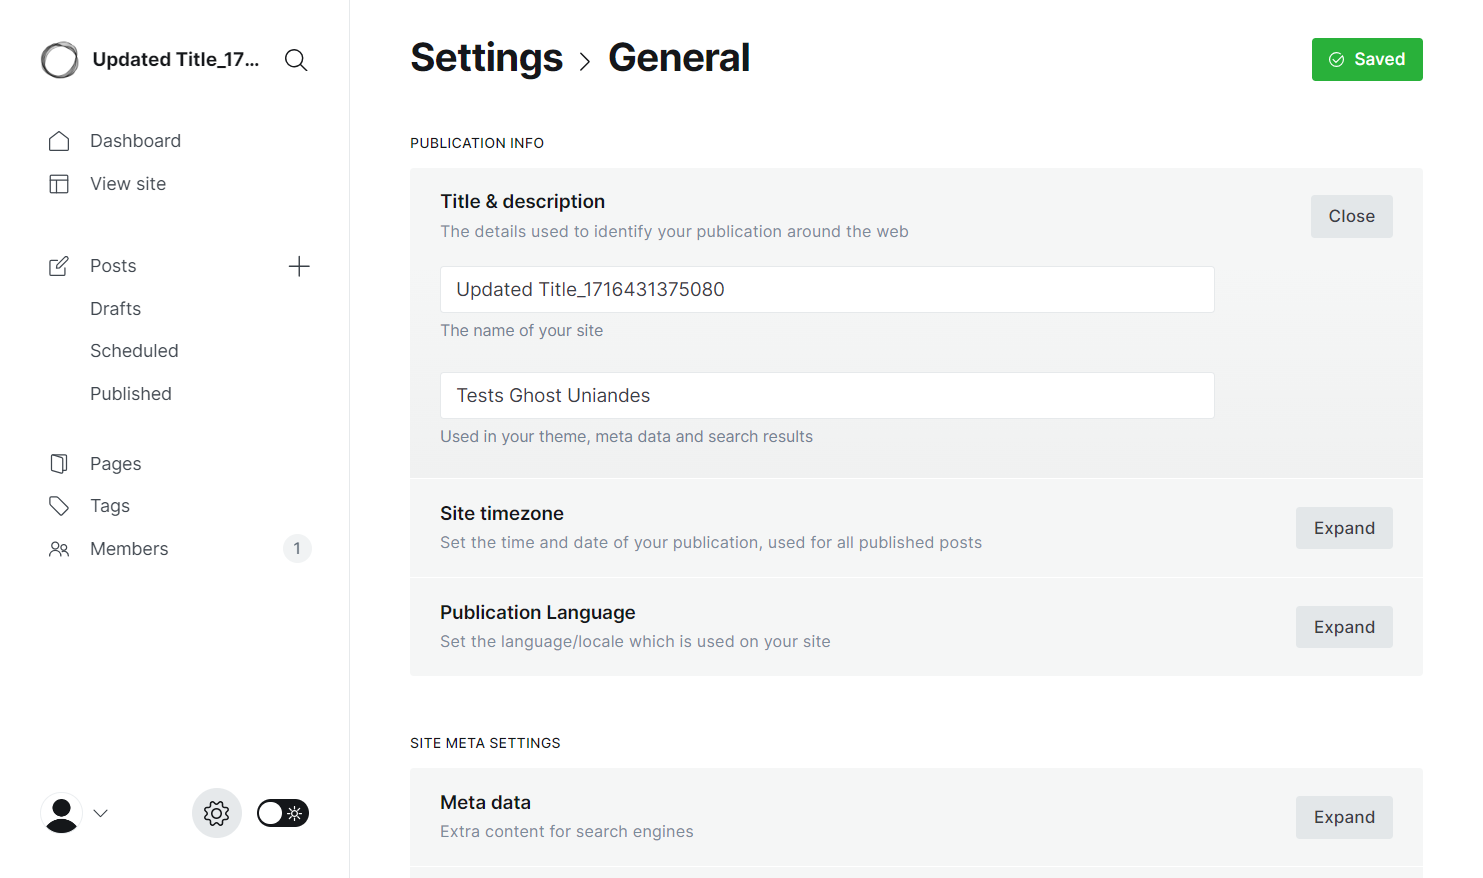 Updated Title_17...
Dashboard
View site
Posts
Drafts
Scheduled
Published
Pages
Tags
Members 1
Settings > General
Saved
PUBLICATION INFO
Title & description
Close
The details used to identify your publication around the web
Updated Title_1716431375080
The name of your site
Tests Ghost Uniandes
Used in your theme, meta data and search results
Site timezone
Expand
Set the time and date of your publication, used for all published posts
Publication Language
Expand
Set the language/locale which is used on your site
SITE META SETTINGS
Meta data
Expand
Extra content for search engines